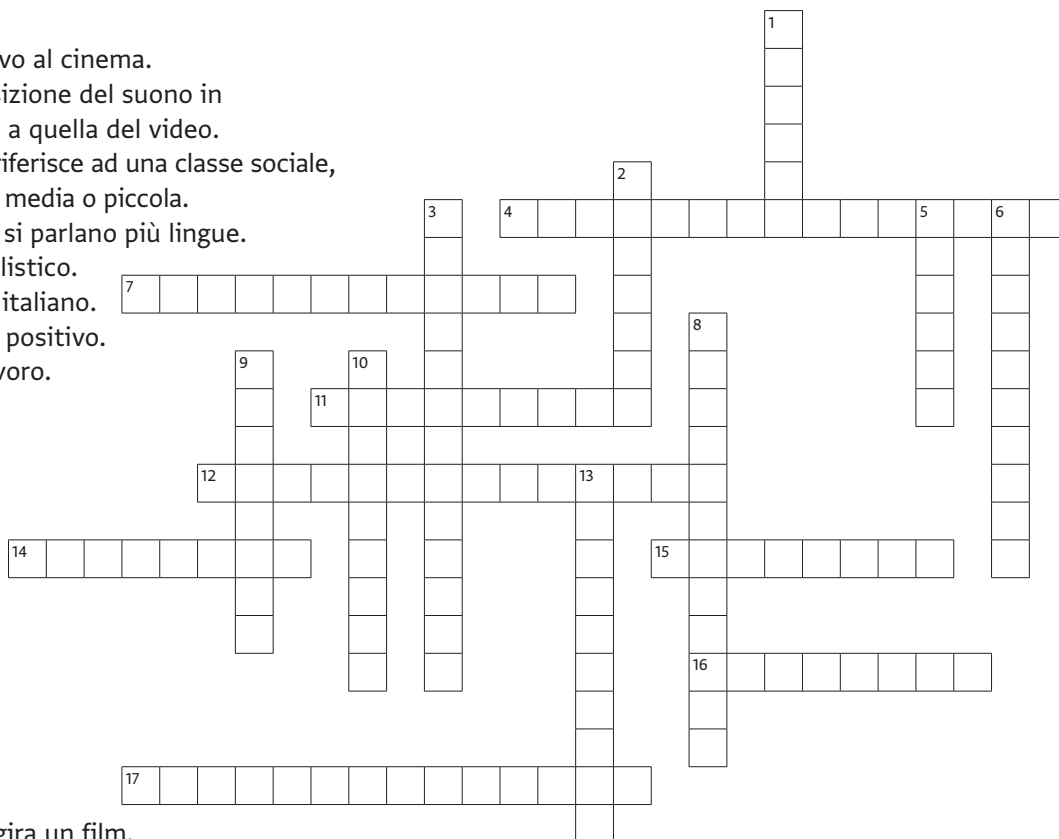 vo al cinema.
sizione del suono in
a quella del video.
riferisce ad una classe sociale,
media o piccola.
si parlano più lingue.
listico.
italiano.
positivo.
voro.
1
2
3 4 5 6
7
8
9 10
11
12 13
14 15
16
17
gira un film.